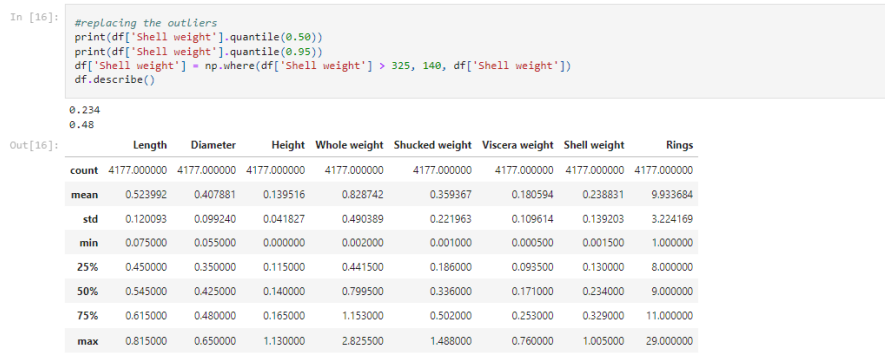 In [16]:
#replacing the outliers
print(df['Shell weight'].quantile(0.50))
print(df['Shell weight'].quantile(0.95))
df['Shell weight'] = np.where(df['Shell weight'] > 325, 140, df['Shell weight'])
df.describe()
0.234
0.48
Out[16]:
Length Diameter Height Whole weight Shucked weight Viscera weight Shell weight Rings
count 4177.000000 4177.000000 4177.000000 4177.000000 4177.000000 4177.000000 4177.000000 4177.000000
mean 0.523992 0.407881 0.139516 0.828742 0.359367 0.180594 0.238831 9.933684
std 0.120093 0.099240 0.041827 0.490389 0.221963 0.109614 0.139203 3.224169
min 0.075000 0.055000 0.000000 0.002000 0.001000 0.000500 0.001500 1.000000
25% 0.450000 0.350000 0.115000 0.441500 0.186000 0.093500 0.130000 8.000000
50% 0.545000 0.425000 0.140000 0.799500 0.336000 0.171000 0.234000 9.000000
75% 0.615000 0.480000 0.165000 1.153000 0.502000 0.253000 0.329000 11.000000
max 0.815000 0.650000 1.130000 2.825500 1.488000 0.760000 1.005000 29.000000